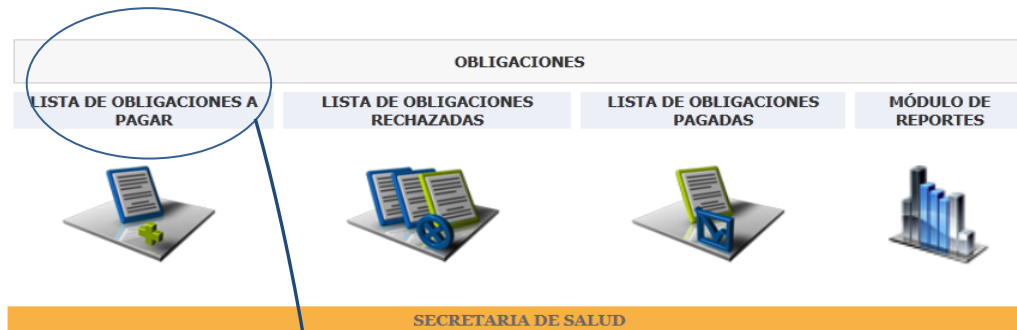 OBLIGACIONES
LISTA DE OBLIGACIONES A
PAGAR
LISTA DE OBLIGACIONES
RECHAZADAS
LISTA DE OBLIGACIONES
PAGADAS
MÓDULO DE
REPORTES
SECRETARIA DE SALUD